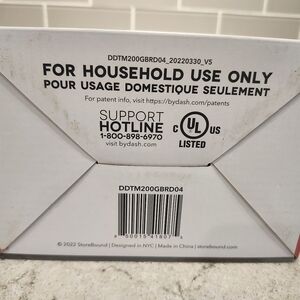 DDTM200GBRD04_20220330_V5
FOR HOUSEHOLD USE ONLY
POUR USAGE DOMESTIQUE SEULEMENT
For patent info, visit https://bydash.com/patents
SUPPORT
HOTLINE
1-800-898-6970
visit bydash.com
C UL US
LISTED
DDTM200GBRD04
© 2022 StoreBound | Designed in NYC | Made in China | storebound.com